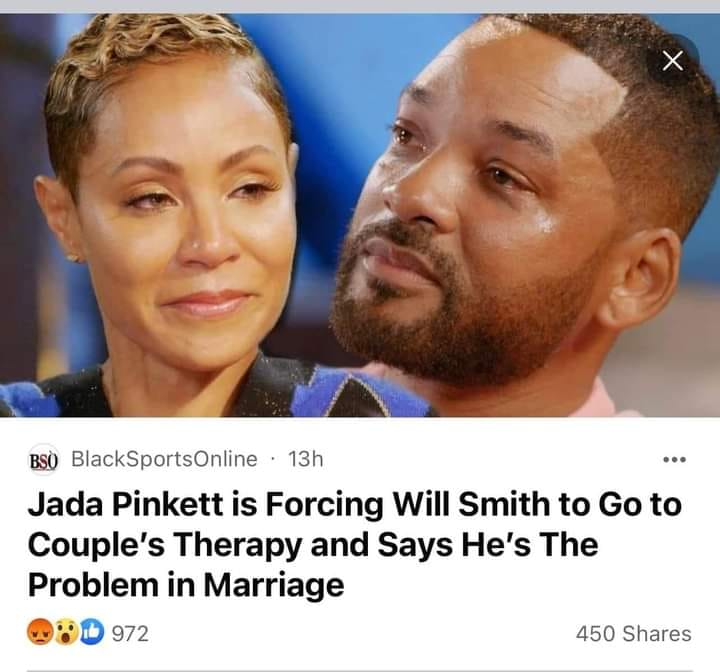 BSO BlackSportsOnline · 13h
Jada Pinkett is Forcing Will Smith to Go to
Couple's Therapy and Says He's The
Problem in Marriage
972 450 Shares